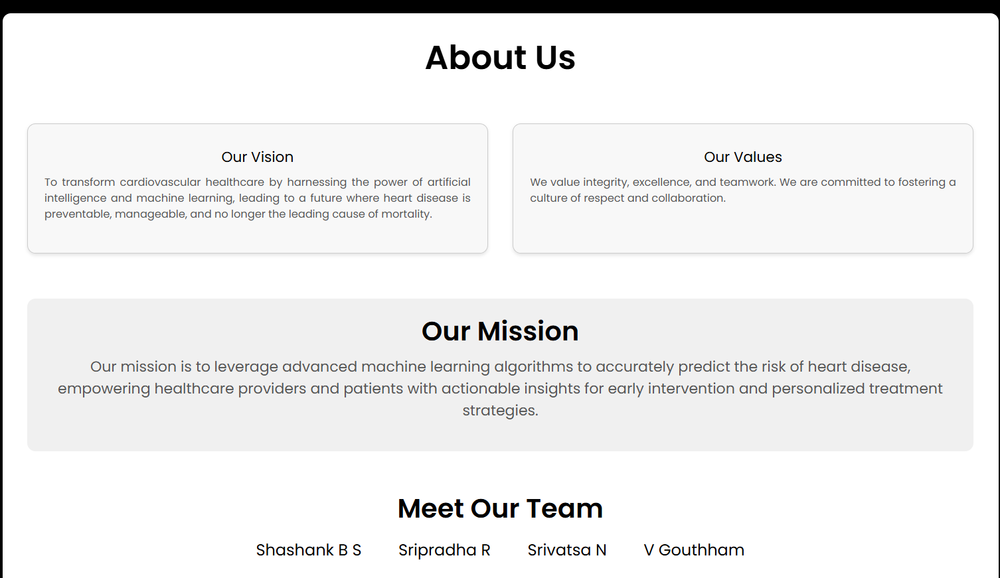 About Us
Our Vision
To transform cardiovascular healthcare by harnessing the power of artificial
intelligence and machine learning, leading to a future where heart disease is
preventable, manageable, and no longer the leading cause of mortality.
Our Values
We value integrity, excellence, and teamwork. We are committed to fostering a
culture of respect and collaboration.
Our Mission
Our mission is to leverage advanced machine learning algorithms to accurately predict the risk of heart disease,
empowering healthcare providers and patients with actionable insights for early intervention and personalized treatment
strategies.
Meet Our Team
Shashank B S Sripradha R Srivatsa N V Gouthham